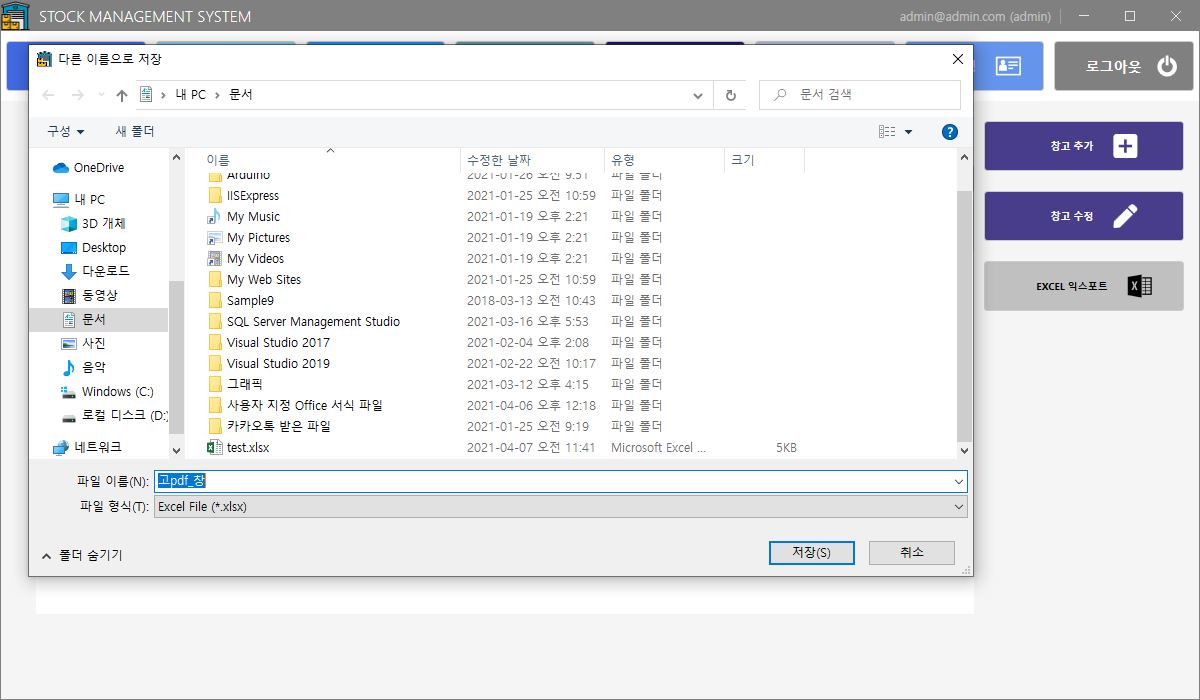 STOCK MANAGEMENT SYSTEM
admin@admin.com (admin)
로그아웃
다른 이름으로 저장
내 PC > 문서
문서 검색
구성
새 폴더
OneDrive
내 PC
3D 개체
Desktop
다운로드
동영상
문서
사진
음악
Windows (C:)
로컬 디스크 (D:)
네트워크
이름 수정한 날짜 유형 크기
Arduino 2021-01-26 오전 9:51 파일 폴더
IISExpress 2021-01-25 오전 10:59 파일 폴더
My Music 2021-01-19 오후 2:21 파일 폴더
My Pictures 2021-01-19 오후 2:21 파일 폴더
My Videos 2021-01-19 오후 2:21 파일 폴더
My Web Sites 2021-01-25 오전 10:59 파일 폴더
Sample9 2018-03-13 오전 10:43 파일 폴더
SQL Server Management Studio 2021-03-16 오후 5:53 파일 폴더
Visual Studio 2017 2021-02-04 오후 2:08 파일 폴더
Visual Studio 2019 2021-02-22 오전 10:17 파일 폴더
그래픽 2021-03-12 오후 4:15 파일 폴더
사용자 지정 Office 서식 파일 2021-04-06 오후 12:18 파일 폴더
카카오톡 받은 파일 2021-01-25 오전 9:19 파일 폴더
test.xlsx 2021-04-07 오전 11:41 Microsoft Excel ... 5KB
파일 이름(N): 고pdf_창
파일 형식(T): Excel File (*.xlsx)
폴더 숨기기
저장(S)
취소
창고 추가
창고 수정
EXCEL 익스포트